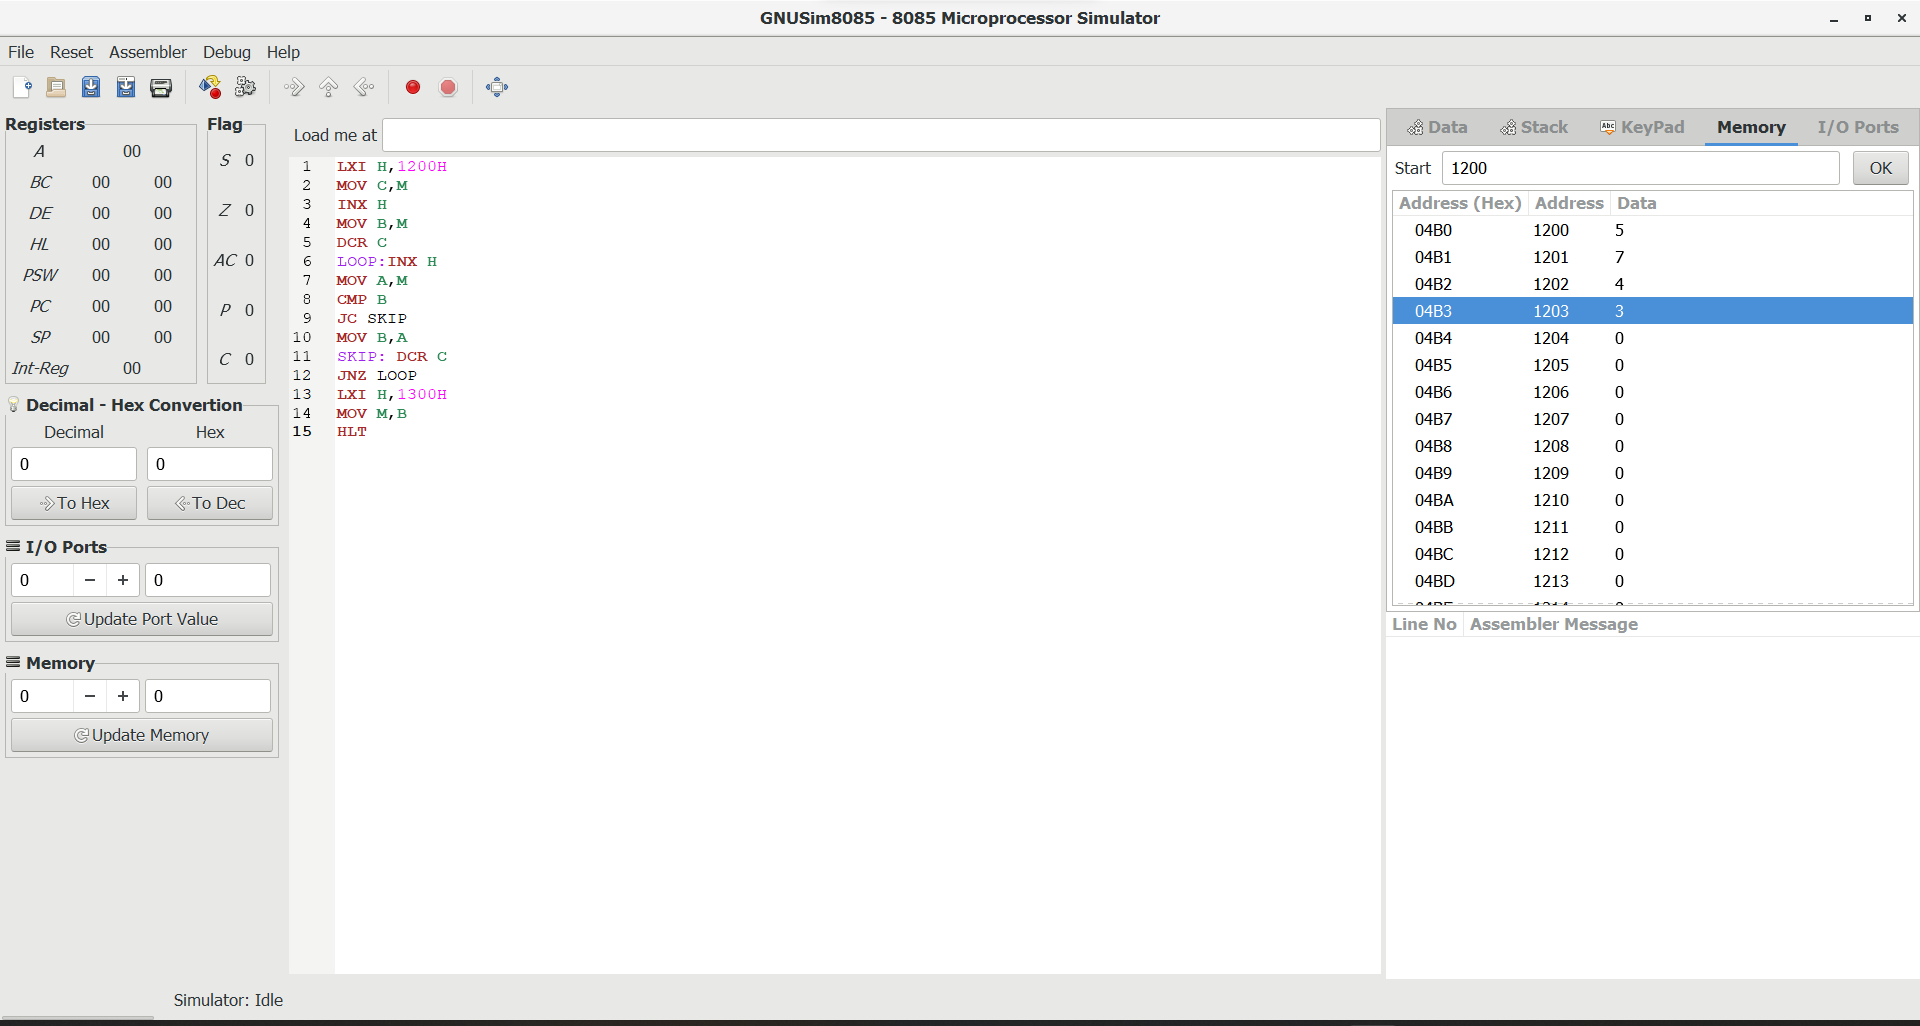 GNUSim8085 - 8085 Microprocessor Simulator
File Reset Assembler Debug Help
Registers
A 00
BC 00 00
DE 00 00
HL 00 00
PSW 00 00
PC 00 00
SP 00 00
Int-Reg 00
Flag
S 0
Z 0
AC 0
P 0
C 0
Decimal - Hex Convertion
Decimal Hex
0 0
To Hex To Dec
I/O Ports
0 − + 0
Update Port Value
Memory
0 − + 0
Update Memory
Load me at
1 LXI H,1200H
2 MOV C,M
3 INX H
4 MOV B,M
5 DCR C
6 LOOP:INX H
7 MOV A,M
8 CMP B
9 JC SKIP
10 MOV B,A
11 SKIP: DCR C
12 JNZ LOOP
13 LXI H,1300H
14 MOV M,B
15 HLT
Data Stack Abc KeyPad Memory I/O Ports
Start 1200 OK
Address (Hex) Address Data
04B0 1200 5
04B1 1201 7
04B2 1202 4
04B3 1203 3
04B4 1204 0
04B5 1205 0
04B6 1206 0
04B7 1207 0
04B8 1208 0
04B9 1209 0
04BA 1210 0
04BB 1211 0
04BC 1212 0
04BD 1213 0
Line No Assembler Message
Simulator: Idle